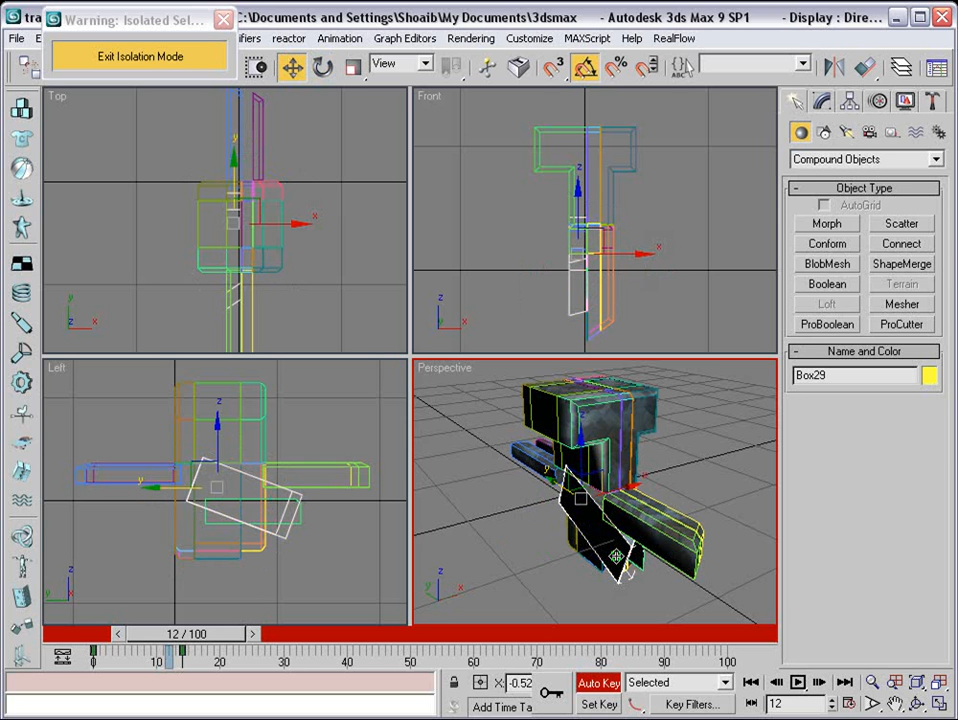 tra
Warning: Isolated Sel...
C:\Documents and Settings\Shoaib\My Documents\3dsmax - Autodesk 3ds Max 9 SP1 - Display : Dire...
File E
ifiers reactor Animation Graph Editors Rendering Customize MAXScript Help RealFlow
Exit Isolation Mode
View
3
%
ABC
Top
Front
y
x
z
x
y
z
x
z
x
Compound Objects
- Object Type
AutoGrid
Morph Scatter
Conform Connect
BlobMesh ShapeMerge
Boolean Terrain
Loft Mesher
ProBoolean ProCutter
- Name and Color
Box29
Left
Perspective
z
y
z
y
z
y
z
x
y
< 12 / 100 >
0 10 20 30 40 50 60 70 80 90 100
X: -0.52
Auto Key Selected
Add Time Ta
Set Key Key Filters... 12